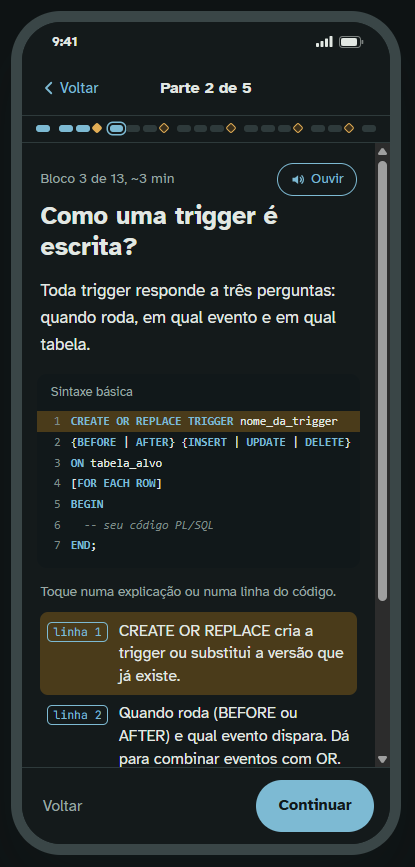 9:41
Voltar
Parte 2 de 5
Bloco 3 de 13, ~3 min
Ouvir
Como uma trigger é
escrita?
Toda trigger responde a três perguntas:
quando roda, em qual evento e em qual
tabela.
Sintaxe básica
1 CREATE OR REPLACE TRIGGER nome_da_trigger
2 {BEFORE | AFTER} {INSERT | UPDATE | DELETE}
3 ON tabela_alvo
4 [FOR EACH ROW]
5 BEGIN
6 -- seu código PL/SQL
7 END;
Toque numa explicação ou numa linha do código.
linha 1
CREATE OR REPLACE cria a
trigger ou substitui a versão que
já existe.
linha 2
Quando roda (BEFORE ou
AFTER) e qual evento dispara. Dá
para combinar eventos com OR.
Voltar
Continuar